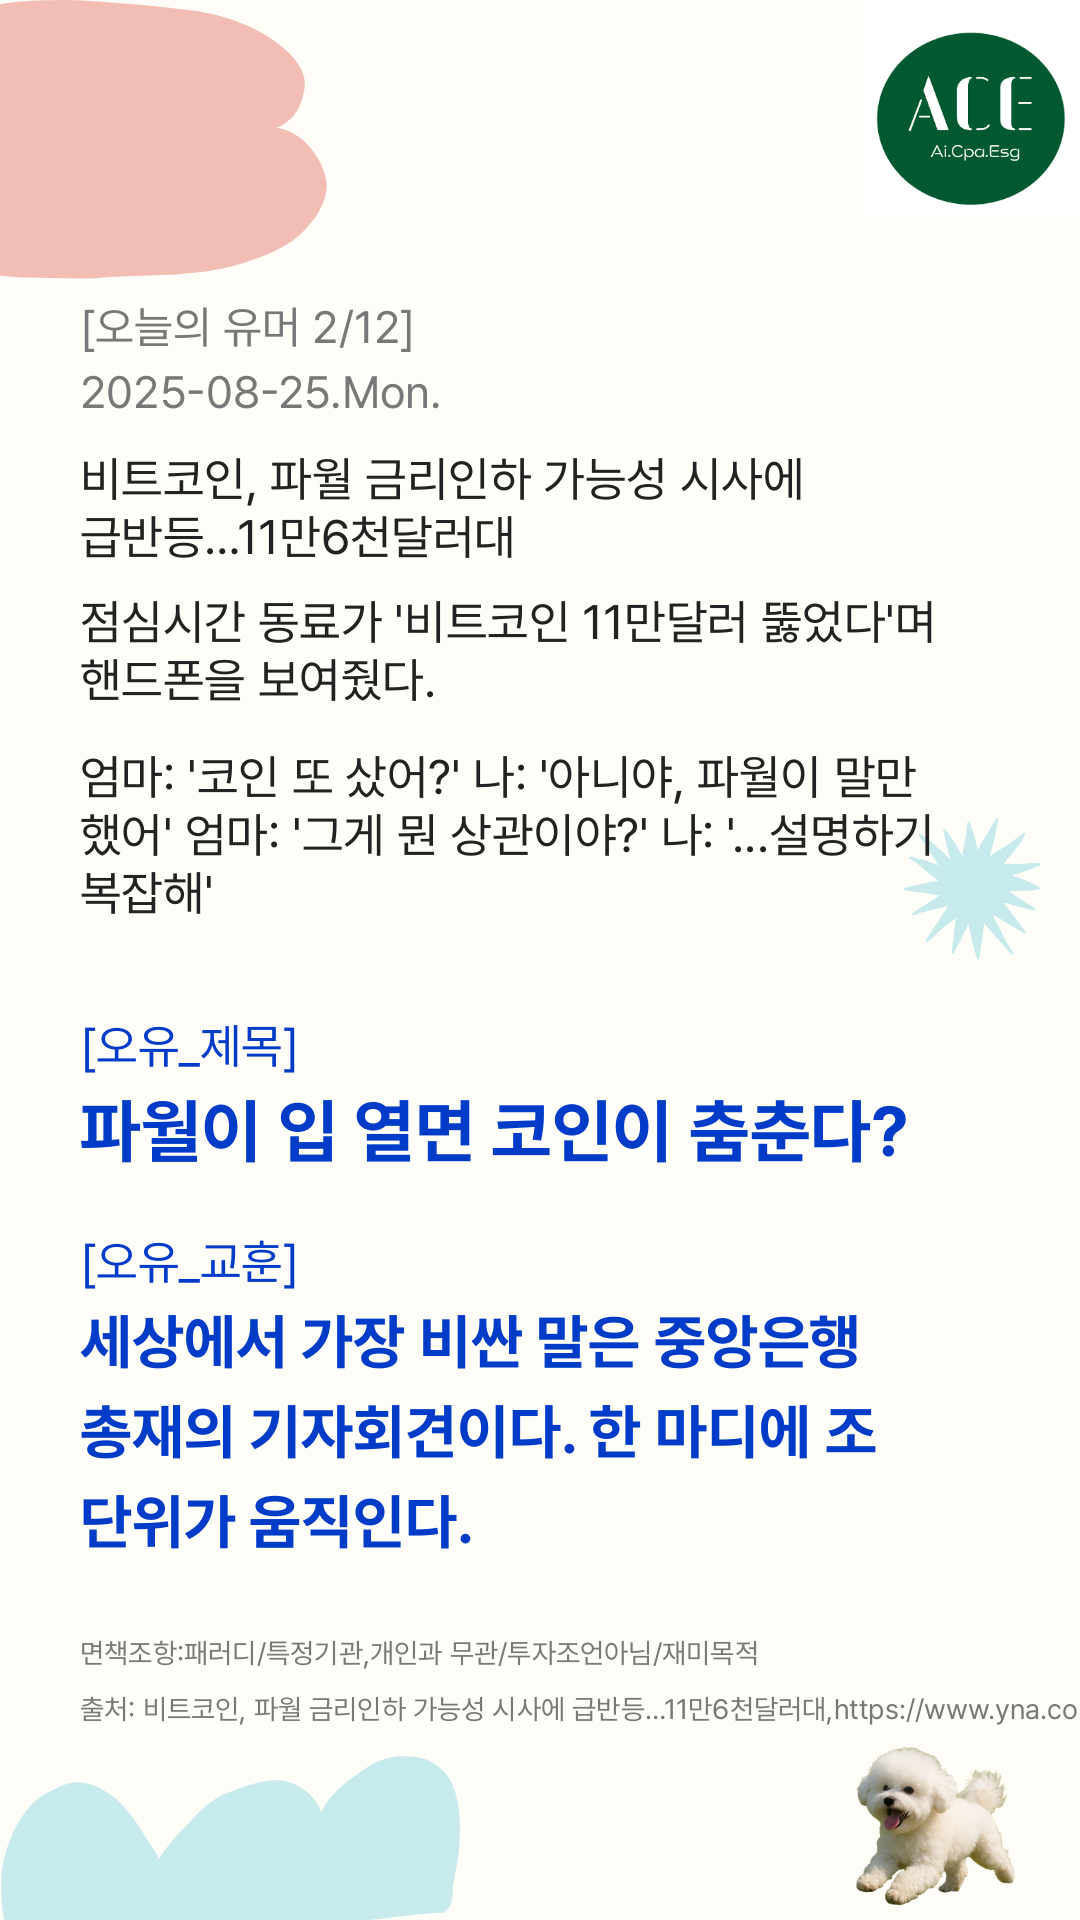 ACE
Ai.Cpa.Esg
[오늘의 유머 2/12]
2025-08-25.Mon.
비트코인, 파월 금리인하 가능성 시사에
급반등...11만6천달러대
점심시간 동료가 '비트코인 11만달러 뚫었다'며
핸드폰을 보여줬다.
엄마: '코인 또 샀어?' 나: '아니야, 파월이 말만
했어' 엄마: '그게 뭔 상관이야?' 나: '...설명하기
복잡해'
[오유_제목]
파월이 입 열면 코인이 춤춘다?
[오유_교훈]
세상에서 가장 비싼 말은 중앙은행
총재의 기자회견이다. 한 마디에 조
단위가 움직인다.
면책조항:패러디/특정기관,개인과 무관/투자조언아님/재미목적
출처: 비트코인, 파월 금리인하 가능성 시사에 급반등...11만6천달러대,https://www.yna.co